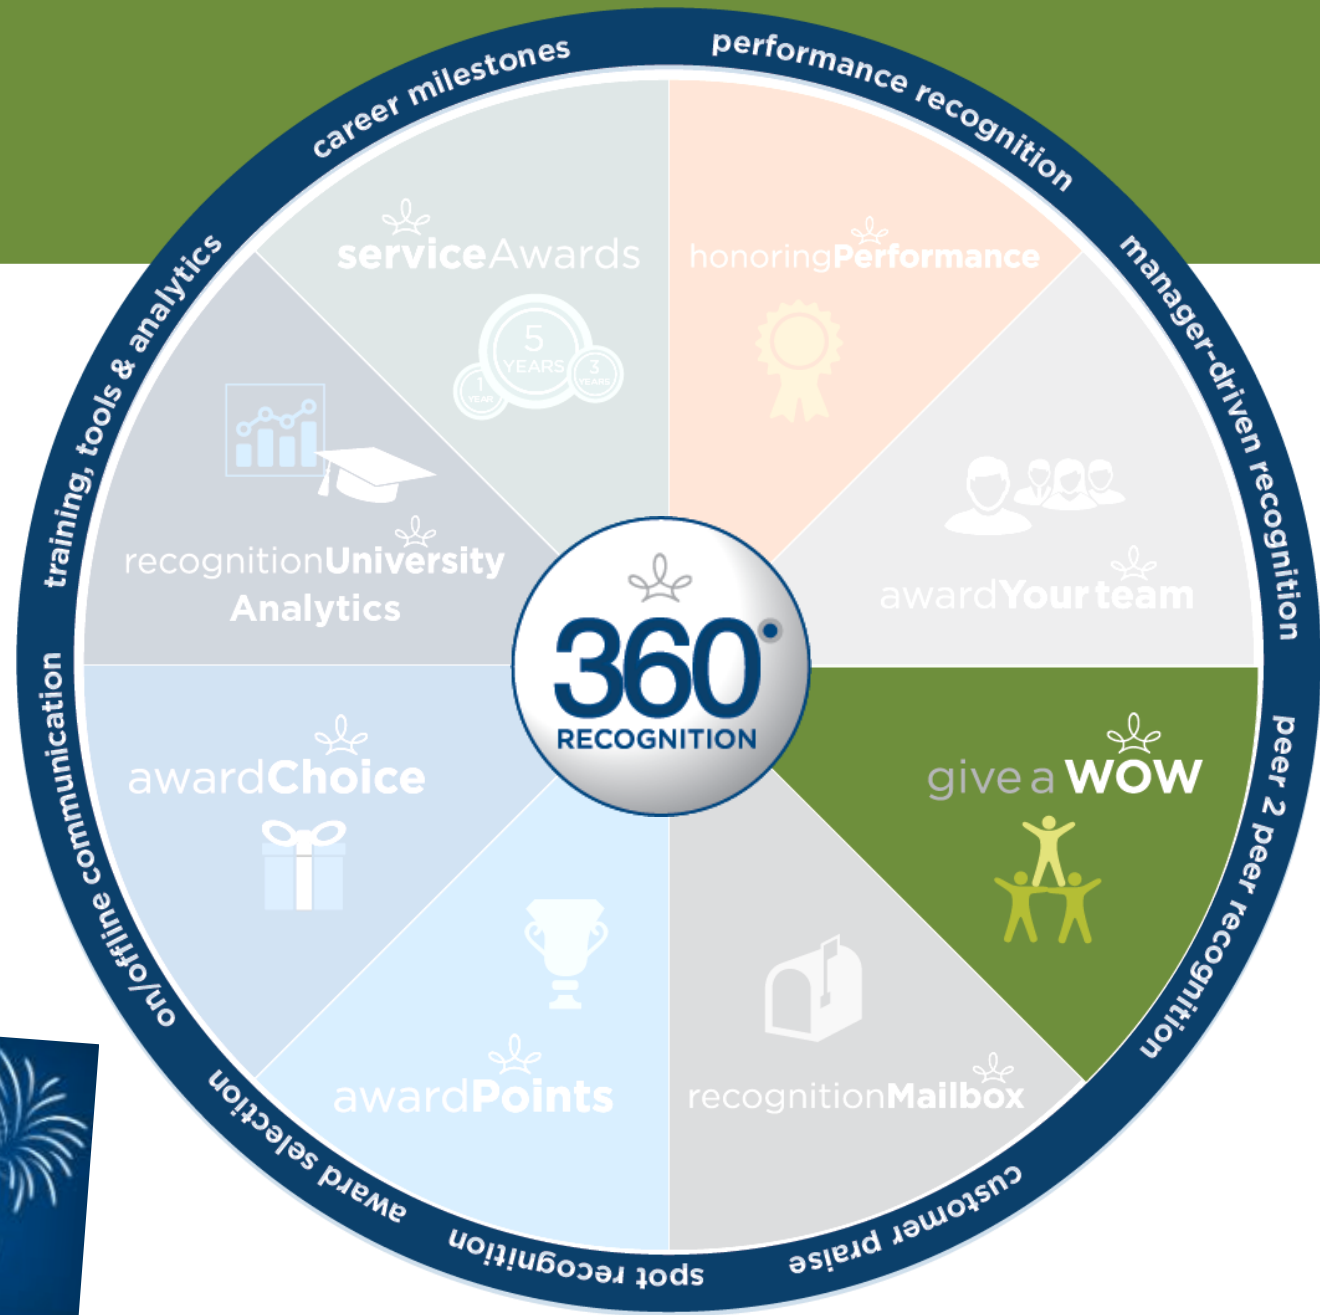 career milestones
performance recognition
manager-driven recognition
peer 2 peer recognition
customer praise
spot recognition
award selection
on/offline communication
training, tools & analytics
serviceAwards
5
YEARS
1
YEAR
3
YEARS
honoringPerformance
awardYour team
give a WOW
recognitionMailbox
awardPoints
awardChoice
recognitionUniversity
Analytics
360°
RECOGNITION